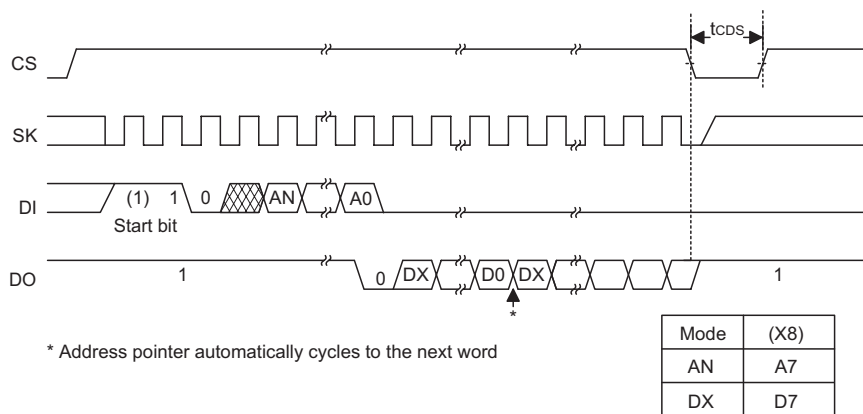 tCDS
CS
SK
DI (1) 1 0 AN A0
Start bit
DO 1 0 DX D0 DX 1
*
* Address pointer automatically cycles to the next word
Mode (X8)
AN A7
DX D7